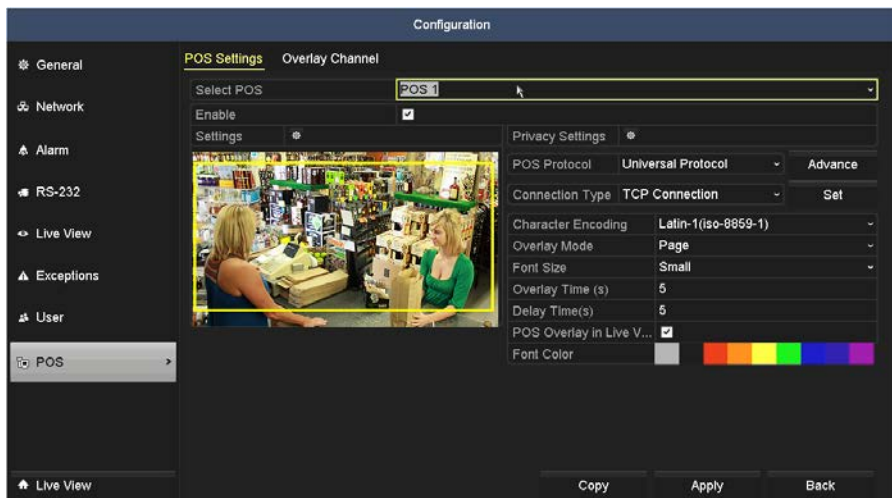 Configuration
General
Network
Alarm
RS-232
Live View
Exceptions
User
POS
Live View
POS Settings Overlay Channel
Select POS POS 1
Enable
Settings Privacy Settings
POS Protocol Universal Protocol Advance
Connection Type TCP Connection Set
Character Encoding Latin-1(iso-8859-1)
Overlay Mode Page
Font Size Small
Overlay Time (s) 5
Delay Time(s) 5
POS Overlay in Live V...
Font Color
Copy Apply Back